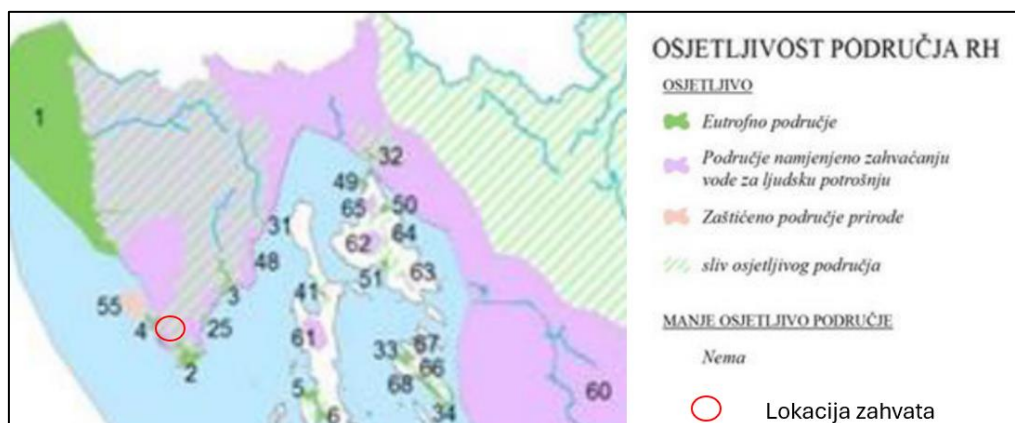 1
32
49
65
50
31
62
64
48
51
63
3
41
55
4
25
61
33
67
2
66
5
68
60
6
34
OSJETLJIVOST PODRUČJA RH
OSJETLJIVO
Eutrofno područje
Područje namjenjeno zahvaćanju
vode za ljudsku potrošnju
Zaštićeno područje prirode
sliv osjetljivog područja
MANJE OSJETLJIVO PODRUČJE
Nema
Lokacija zahvata